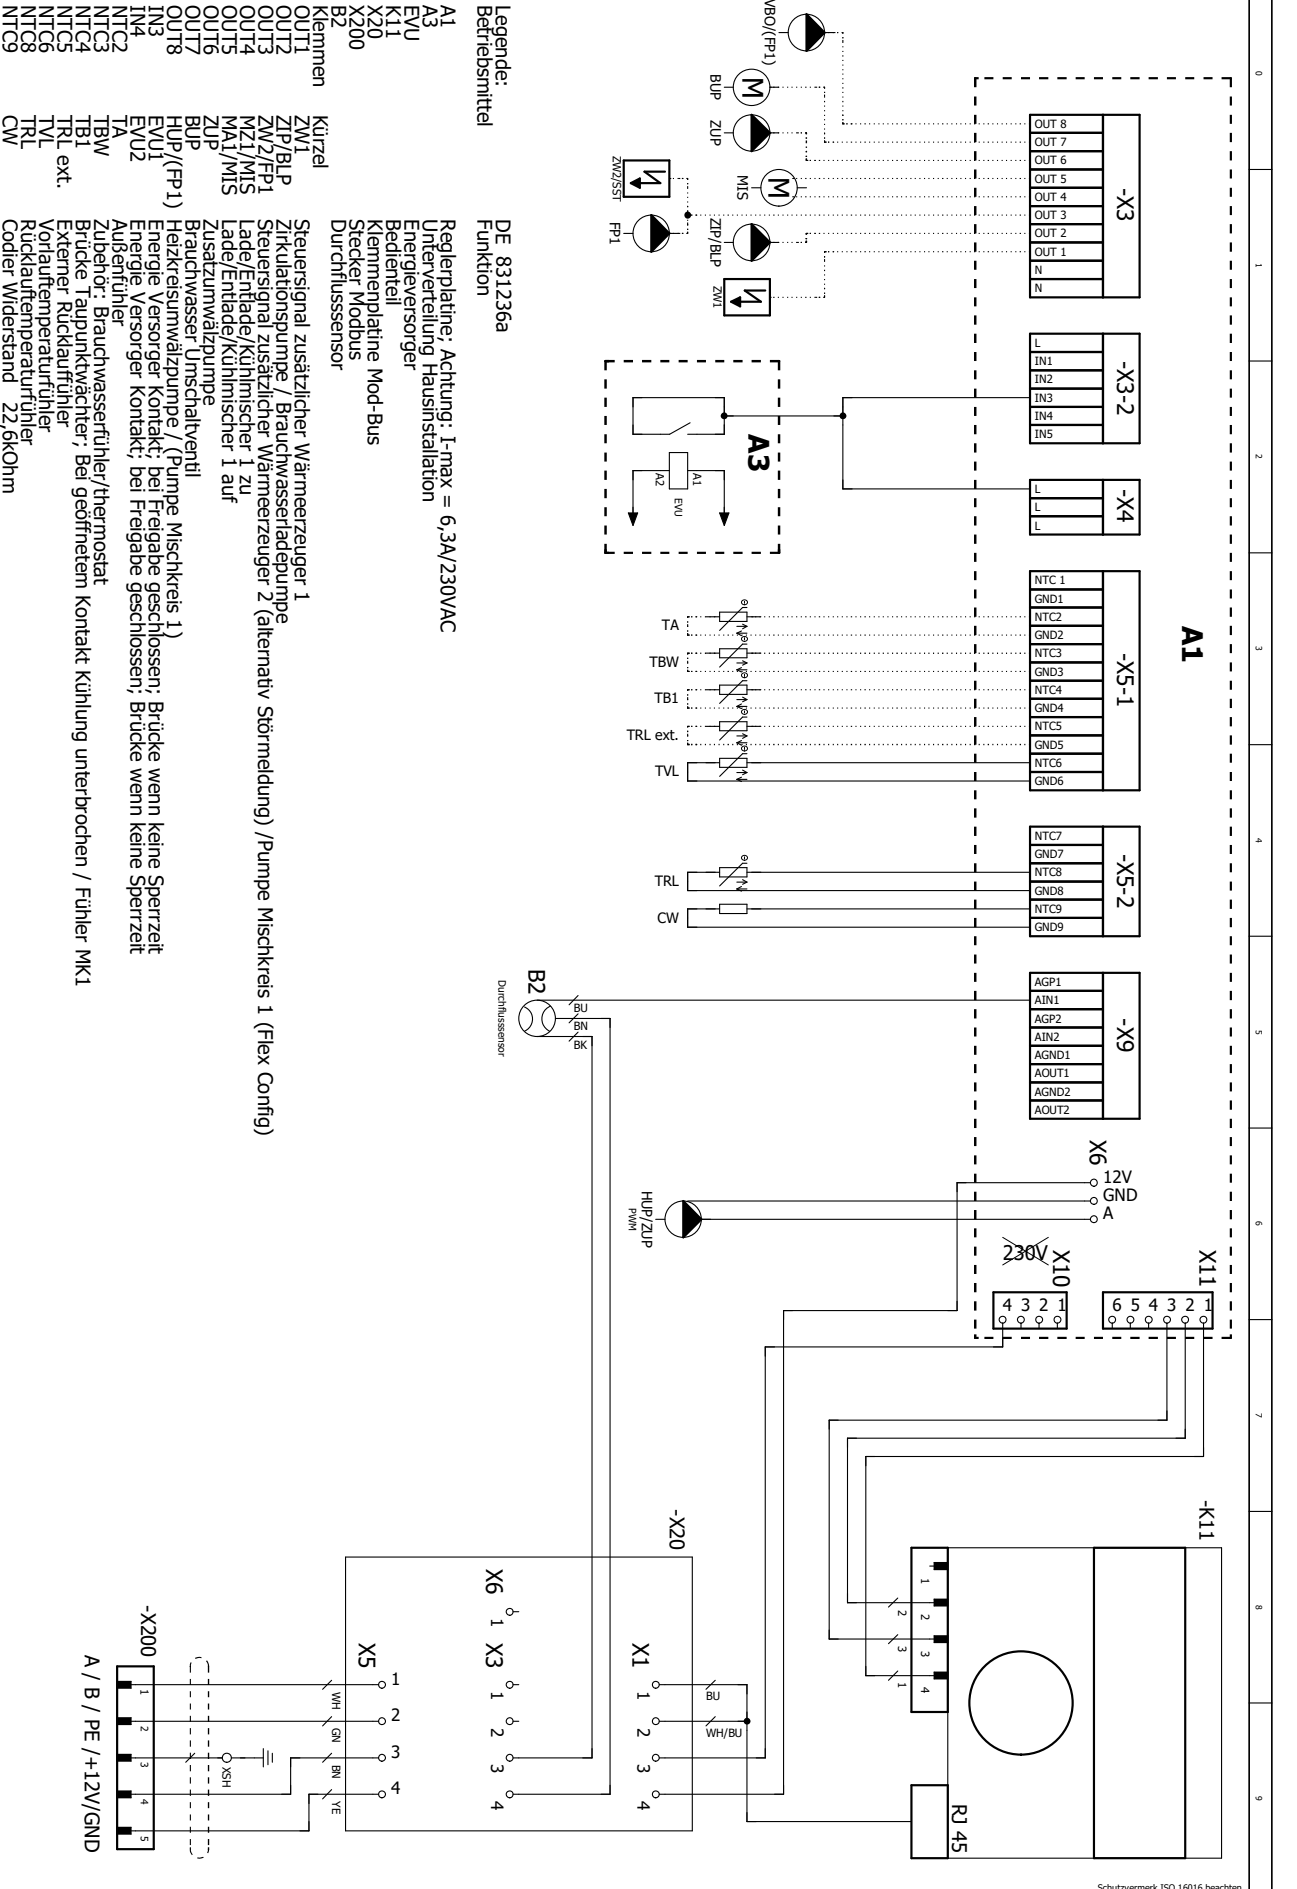 0
1
2
3
4
5
6
7
8
9
A1
-X3
OUT 8
OUT 7
OUT 6
OUT 5
OUT 4
OUT 3
OUT 2
OUT 1
N
N
-X3-2
L
IN1
IN2
IN3
IN4
IN5
-X4
L
L
L
-X5-1
NTC 1
GND1
NTC2
GND2
NTC3
GND3
NTC4
GND4
NTC5
GND5
NTC6
GND6
-X5-2
NTC7
GND7
NTC8
GND8
NTC9
GND9
-X9
AGP1
AIN1
AGP2
AIN2
AGND1
AOUT1
AGND2
AOUT2
X6
12V
GND
A
X10
230V
4 3 2 1
X11
6 5 4 3 2 1
VBO/(FP1)
M
BUP
ZUP
M
MIS
ZW2/SST
FP1
ZIP/BLP
ZW1
A3
A1
A2
EVU
TA
TBW
TB1
TRL ext.
TVL
TRL
CW
B2
Durchflusssensor
BU
BN
BK
HUP/ZUP
PWM
-K11
1 2 3 4
2 3 1
RJ 45
-X20
X1
1 2 3 4
BU
WH/BU
X6
1
X3
1 2 3 4
X5
1
2
3
4
WH
GN
BN
YE
XSH
-X200
1 2 3 4 5
A / B / PE /+12V/GND
Legende: DE 831236a
Betriebsmittel Funktion
A1 Reglerplatine; Achtung: I-max = 6,3A/230VAC
A3 Unterverteilung Hausinstallation
EVU Energieversorger
K11 Bedienteil
X20 Klemmenplatine Mod-Bus
X200 Stecker Modbus
B2 Durchflusssensor
Klemmen Kürzel
OUT1 ZW1 Steuersignal zusätzlicher Wärmeerzeuger 1
OUT2 ZIP/BLP Zirkulationspumpe / Brauchwasserladepumpe
OUT3 ZW2/FP1 Steuersignal zusätzlicher Wärmeerzeuger 2 (alternativ Störmeldung) /Pumpe Mischkreis 1 (Flex Config)
OUT4 MZ1/MIS Lade/Entlade/Kühlmischer 1 zu
OUT5 MA1/MIS Lade/Entlade/Kühlmischer 1 auf
OUT6 ZUP Zusatzumwälzpumpe
OUT7 BUP Brauchwasser Umschaltventil
OUT8 HUP/(FP1) Heizkreisumwälzpumpe / (Pumpe Mischkreis 1)
IN3 EVU1 Energie Versorger Kontakt; bei Freigabe geschlossen; Brücke wenn keine Sperrzeit
IN4 EVU2 Energie Versorger Kontakt; bei Freigabe geschlossen; Brücke wenn keine Sperrzeit
NTC2 TA Außenfühler
NTC3 TBW Zubehör: Brauchwasserfühler/thermostat
NTC4 TB1 Brücke Taupunktwächter; Bei geöffnetem Kontakt Kühlung unterbrochen / Fühler MK1
NTC5 TRL ext. Externer Rücklauffühler
NTC6 TVL Vorlauftemperaturfühler
NTC8 TRL Rücklauftemperaturfühler
NTC9 CW Codier Widerstand 22,6kOhm
Schutzvermerk ISO 16016 beachten